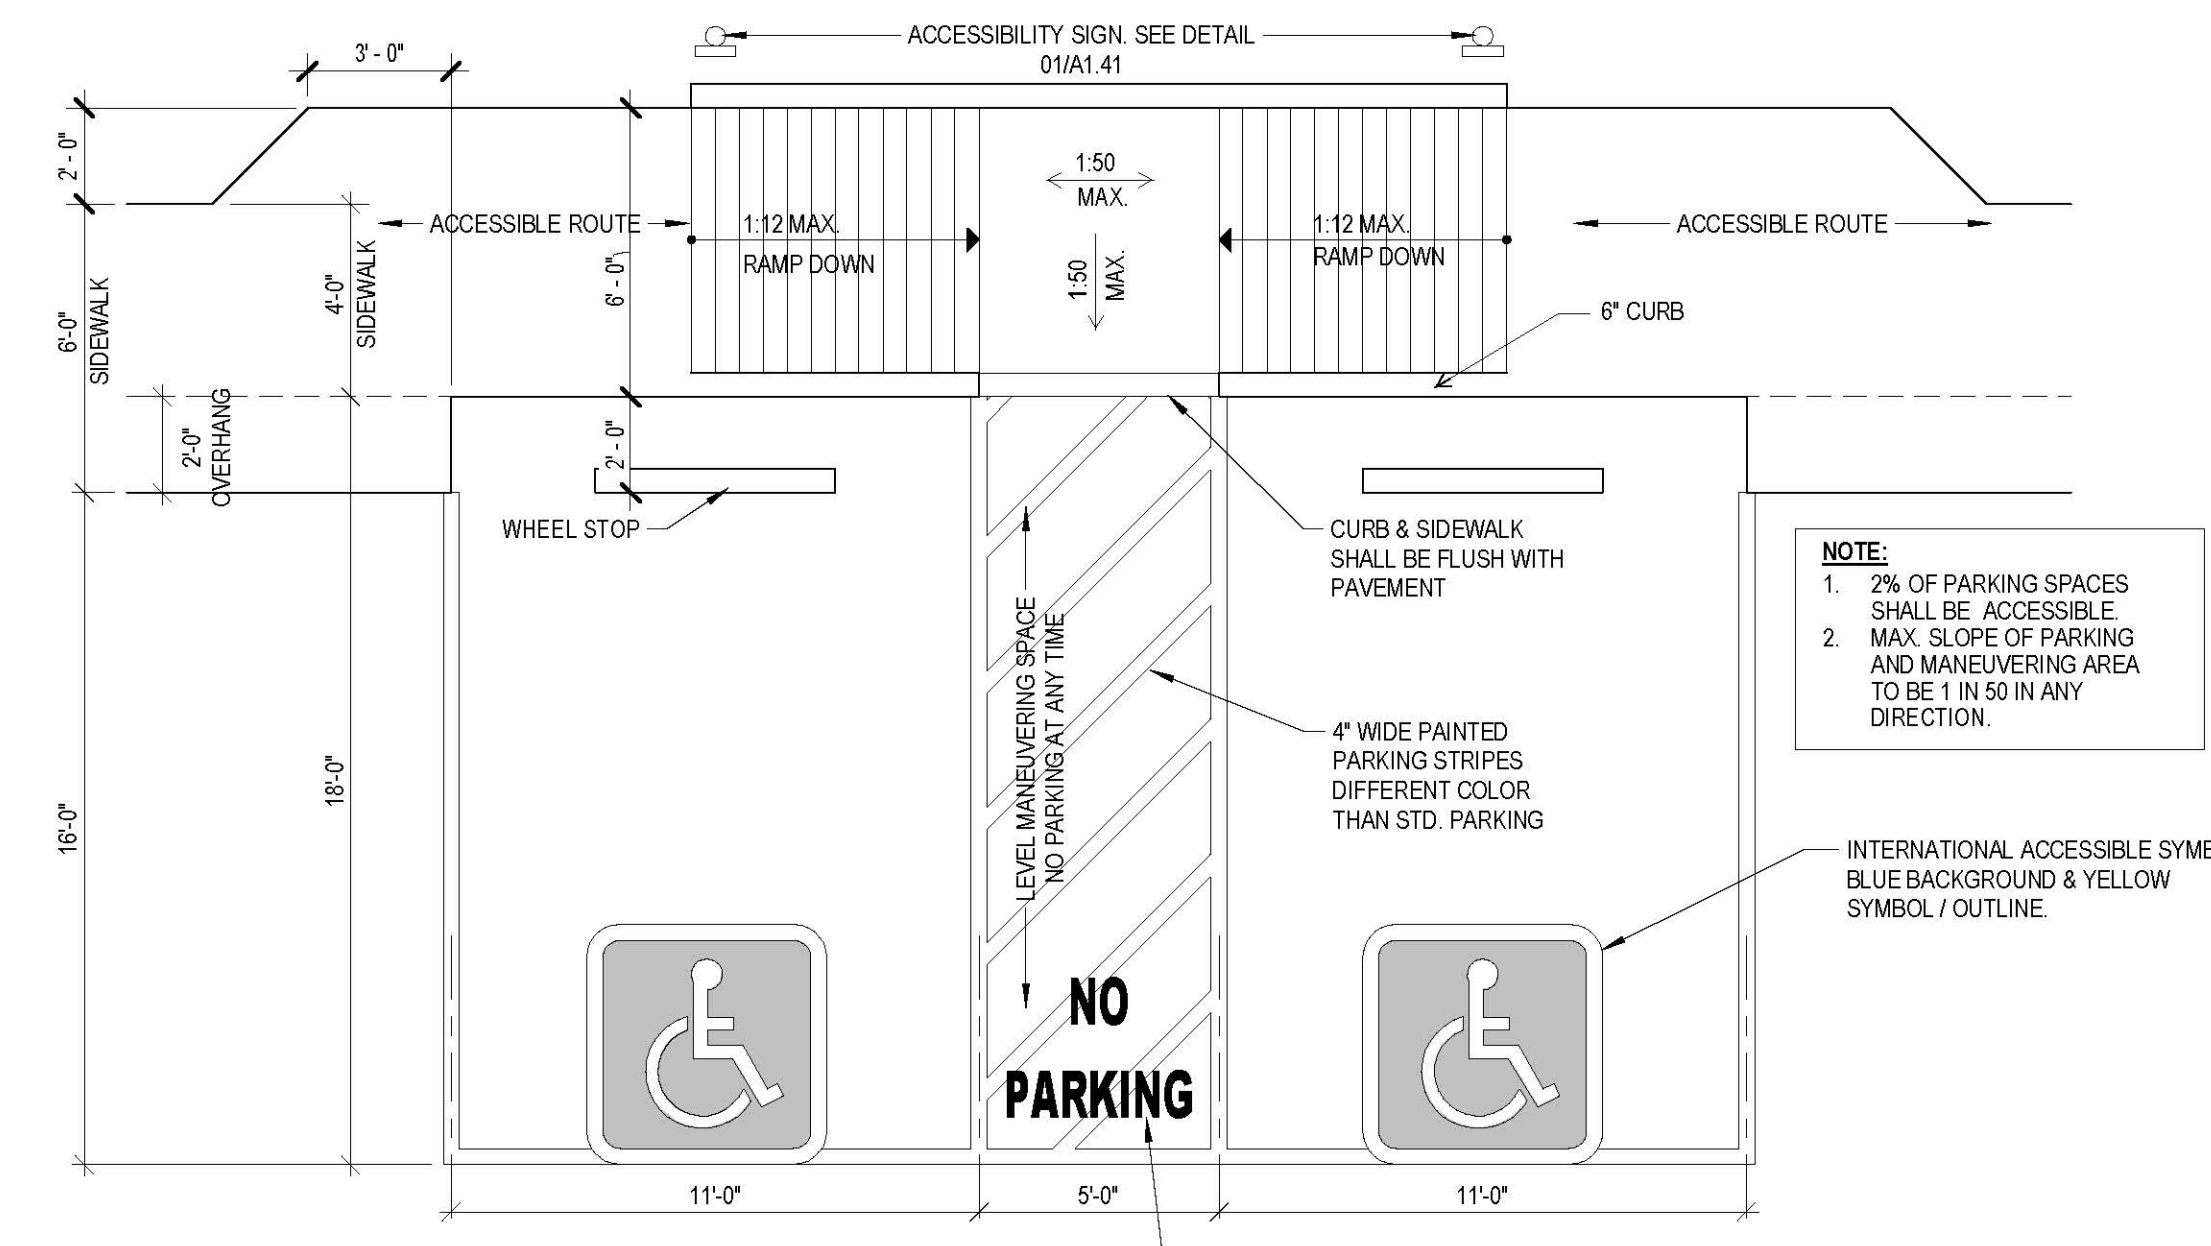 ACCESSIBILITY SIGN. SEE DETAIL
01/A1.41
3' - 0"
2' - 0"
1:50
MAX.
ACCESSIBLE ROUTE
1:12 MAX.
RAMP DOWN
1:12 MAX.
RAMP DOWN
ACCESSIBLE ROUTE
6'-0"
SIDEWALK
4'-0"
SIDEWALK
6' - 0"
1:50
MAX.
6" CURB
2'-0"
OVERHANG
2' - 0"
WHEEL STOP
CURB & SIDEWALK
SHALL BE FLUSH WITH
PAVEMENT
NOTE:
1. 2% OF PARKING SPACES
SHALL BE ACCESSIBLE.
2. MAX. SLOPE OF PARKING
AND MANEUVERING AREA
TO BE 1 IN 50 IN ANY
DIRECTION.
LEVEL MANEUVERING SPACE
NO PARKING AT ANY TIME
4" WIDE PAINTED
PARKING STRIPES
DIFFERENT COLOR
THAN STD. PARKING
16'-0"
18'-0"
INTERNATIONAL ACCESSIBLE
BLUE BACKGROUND & YELLOW
SYMBOL / OUTLINE.
NO
PARKING
11'-0"
5'-0"
11'-0"